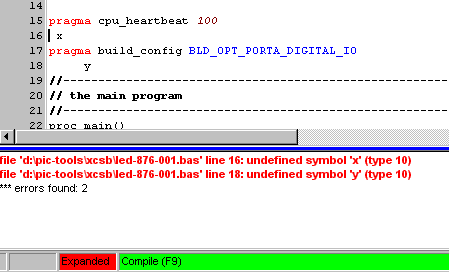 14
15 pragma cpu_heartbeat 100
16 x
17 pragma build_config BLD_OPT_PORTA_DIGITAL_IO
18 y
19 //------------------------------------------------------
20 // the main program
21 //------------------------------------------------------
22 proc main()
file 'd:\pic-tools\xcsb\led-876-001.bas' line 16: undefined symbol 'x' (type 10)
file 'd:\pic-tools\xcsb\led-876-001.bas' line 18: undefined symbol 'y' (type 10)
*** errors found: 2
Expanded Compile (F9)